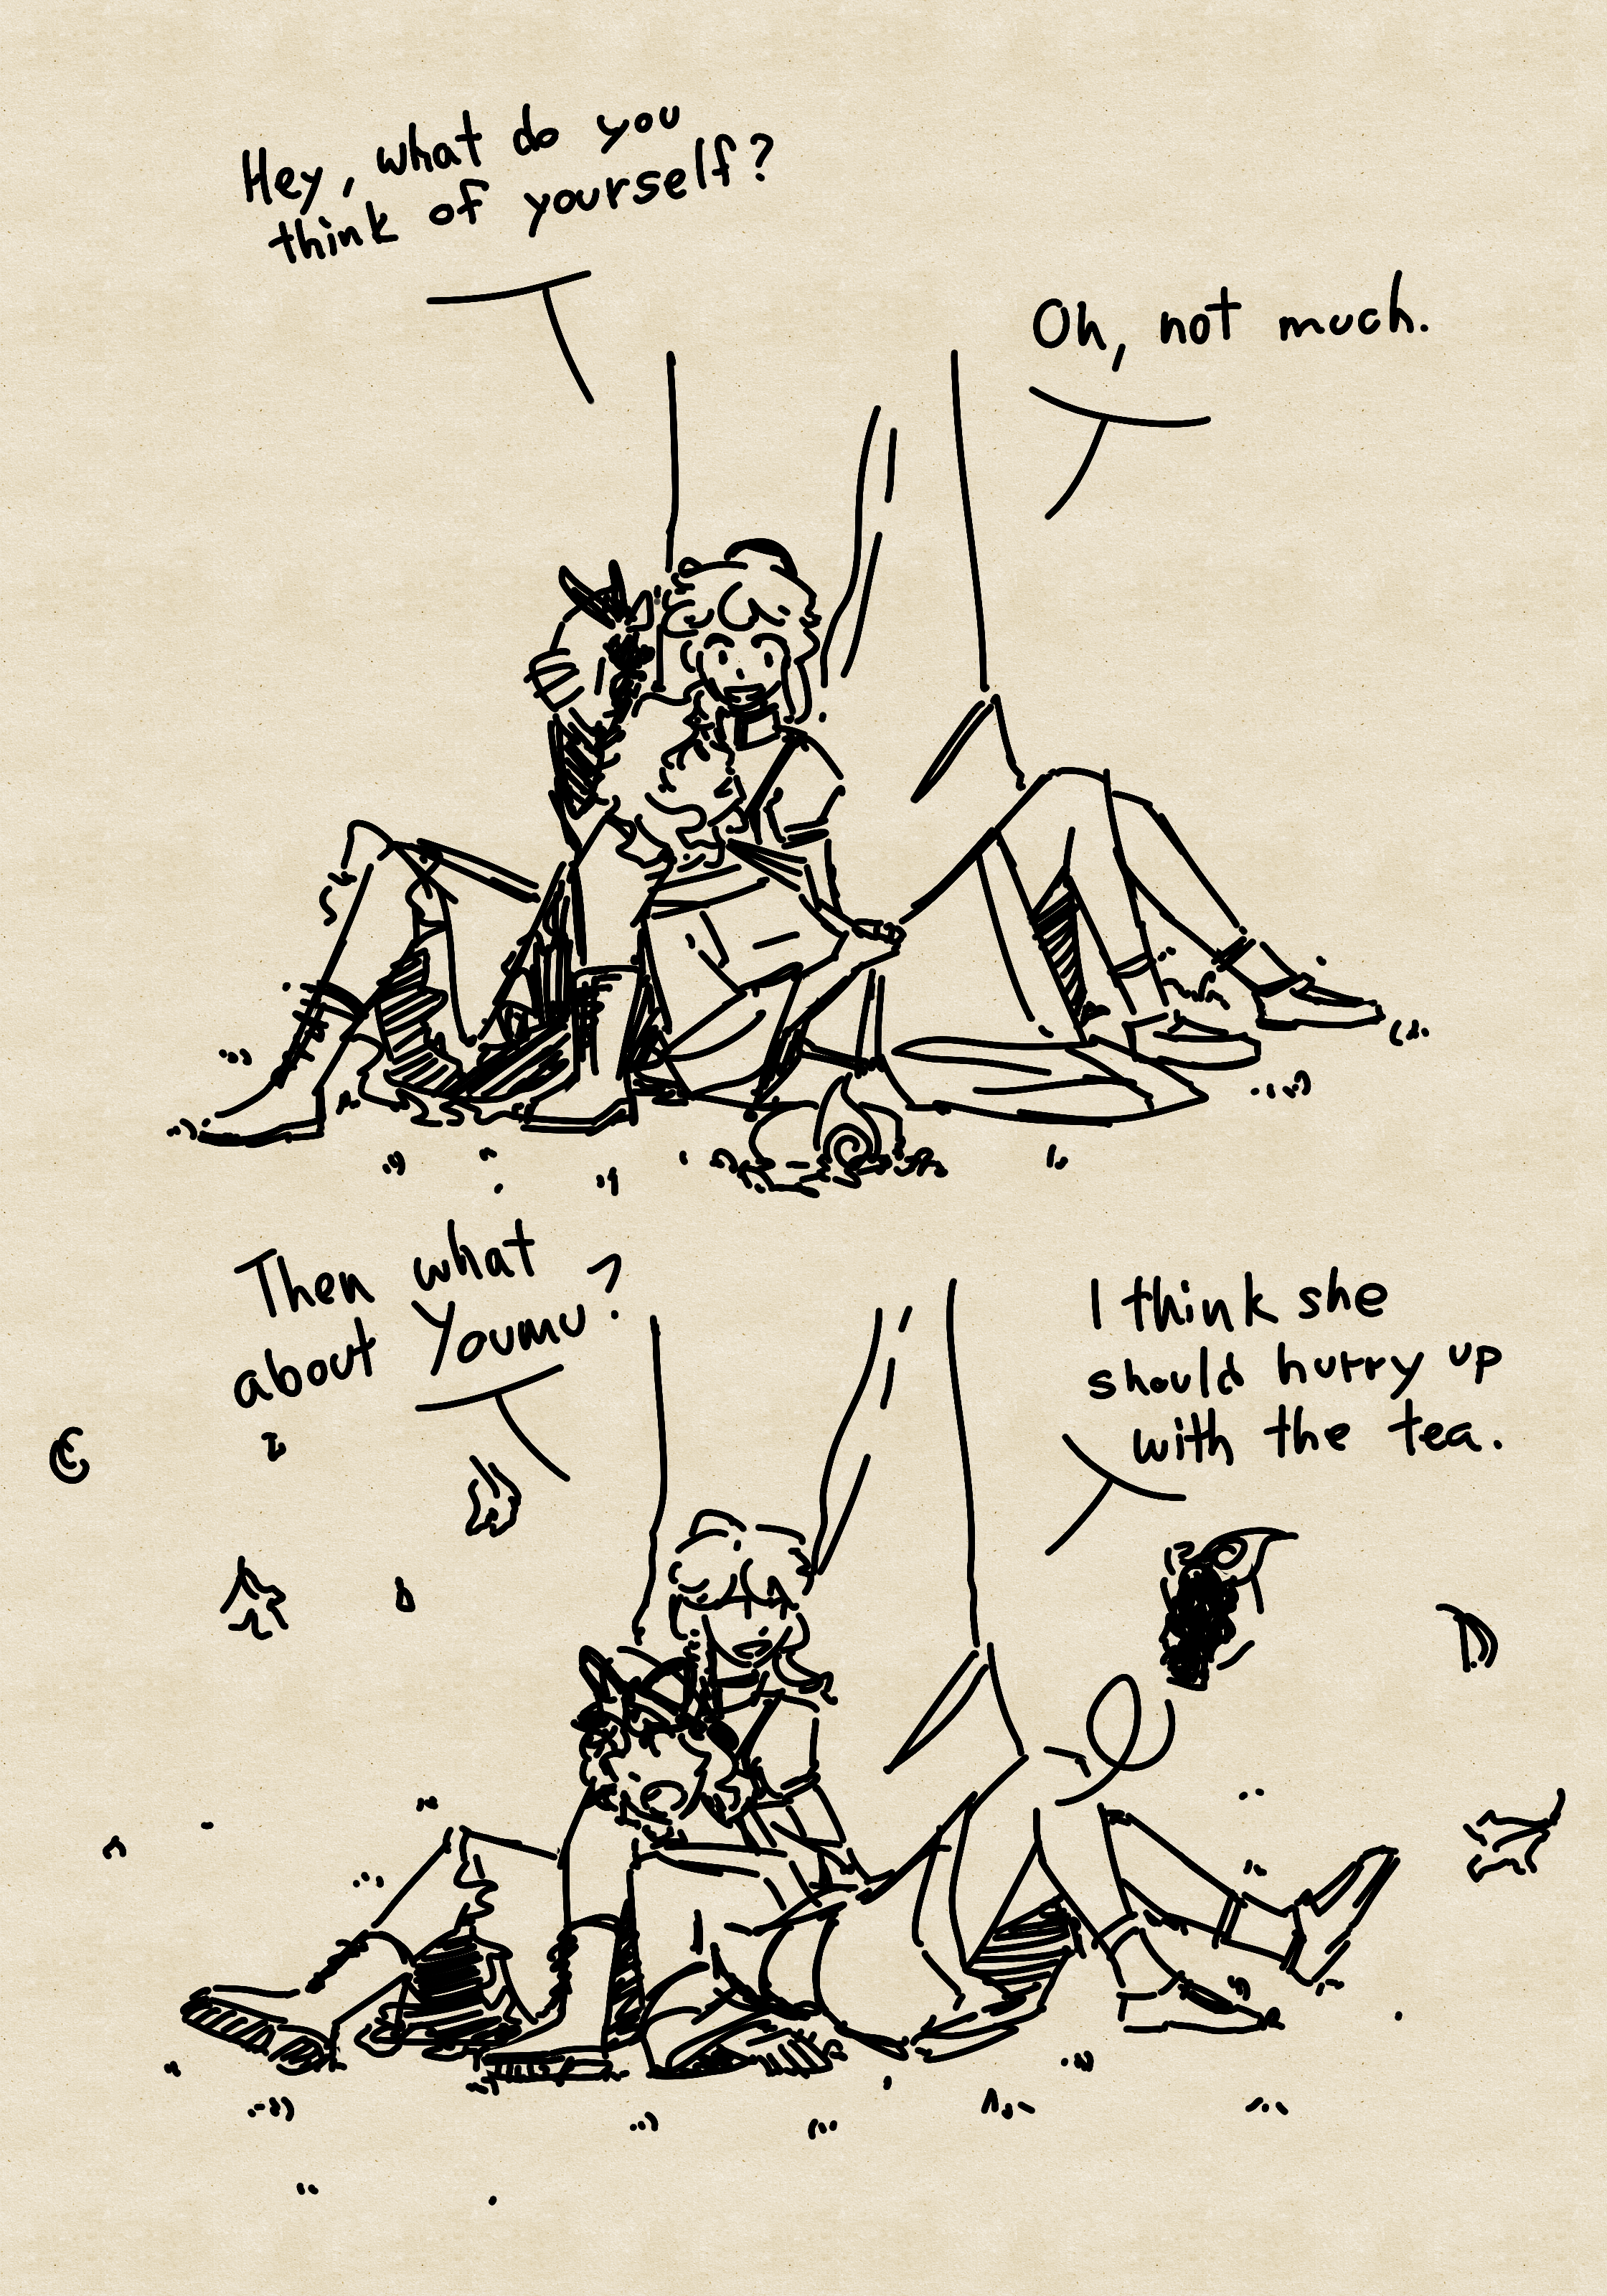 Hey, what do you
think of yourself?
Oh, not much.
Then what
about Youmu?
I think she
should hurry up
with the tea.